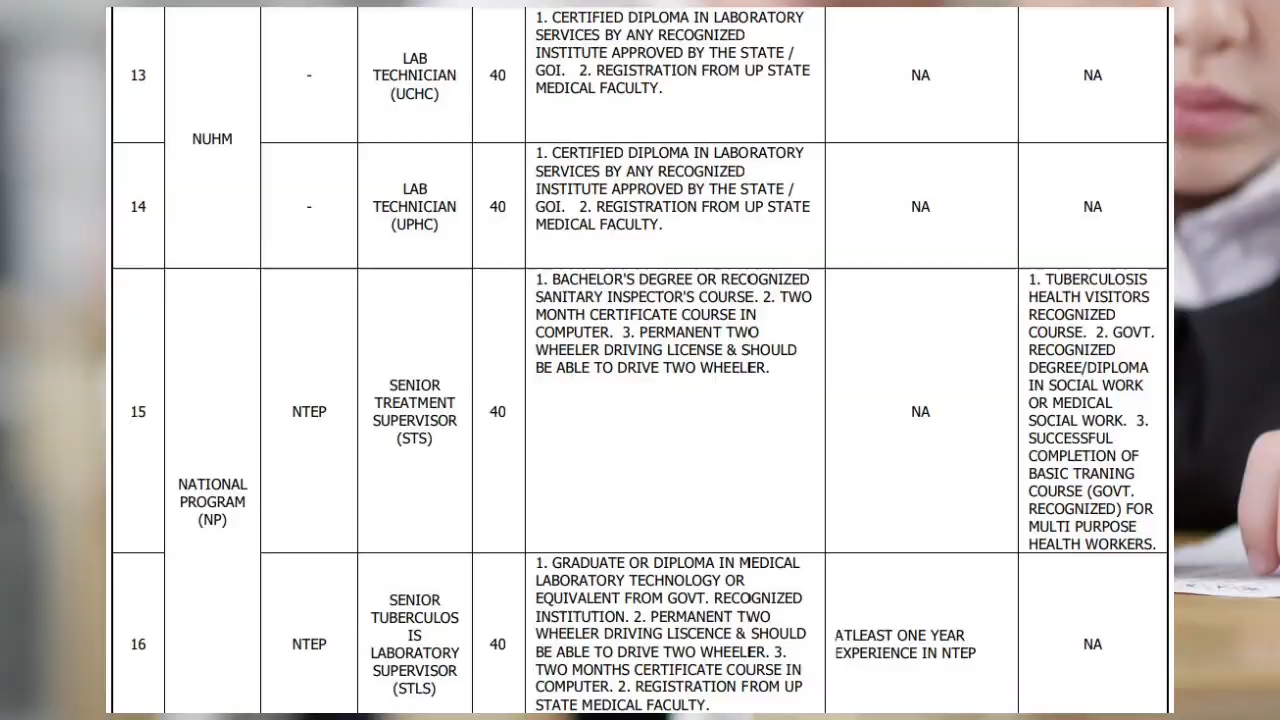 13
NUHM
-
LAB
TECHNICIAN
(UCHC)
40
1. CERTIFIED DIPLOMA IN LABORATORY
SERVICES BY ANY RECOGNIZED
INSTITUTE APPROVED BY THE STATE /
GOI. 2. REGISTRATION FROM UP STATE
MEDICAL FACULTY.
NA
NA
14
-
LAB
TECHNICIAN
(UPHC)
40
1. CERTIFIED DIPLOMA IN LABORATORY
SERVICES BY ANY RECOGNIZED
INSTITUTE APPROVED BY THE STATE /
GOI. 2. REGISTRATION FROM UP STATE
MEDICAL FACULTY.
NA
NA
15
NATIONAL
PROGRAM
(NP)
NTEP
SENIOR
TREATMENT
SUPERVISOR
(STS)
40
1. BACHELOR'S DEGREE OR RECOGNIZED
SANITARY INSPECTOR'S COURSE. 2. TWO
MONTH CERTIFICATE COURSE IN
COMPUTER. 3. PERMANENT TWO
WHEELER DRIVING LICENSE & SHOULD
BE ABLE TO DRIVE TWO WHEELER.
NA
1. TUBERCULOSIS
HEALTH VISITORS
RECOGNIZED
COURSE. 2. GOVT.
RECOGNIZED
DEGREE/DIPLOMA
IN SOCIAL WORK
OR MEDICAL
SOCIAL WORK. 3.
SUCCESSFUL
COMPLETION OF
BASIC TRANING
COURSE (GOVT.
RECOGNIZED) FOR
MULTI PURPOSE
HEALTH WORKERS.
16
NTEP
SENIOR
TUBERCULOS
IS
LABORATORY
SUPERVISOR
(STLS)
40
1. GRADUATE OR DIPLOMA IN MEDICAL
LABORATORY TECHNOLOGY OR
EQUIVALENT FROM GOVT. RECOGNIZED
INSTITUTION. 2. PERMANENT TWO
WHEELER DRIVING LISCENCE & SHOULD
BE ABLE TO DRIVE TWO WHEELER. 3.
TWO MONTHS CERTIFICATE COURSE IN
COMPUTER. 2. REGISTRATION FROM UP
STATE MEDICAL FACULTY.
ATLEAST ONE YEAR
EXPERIENCE IN NTEP
NA